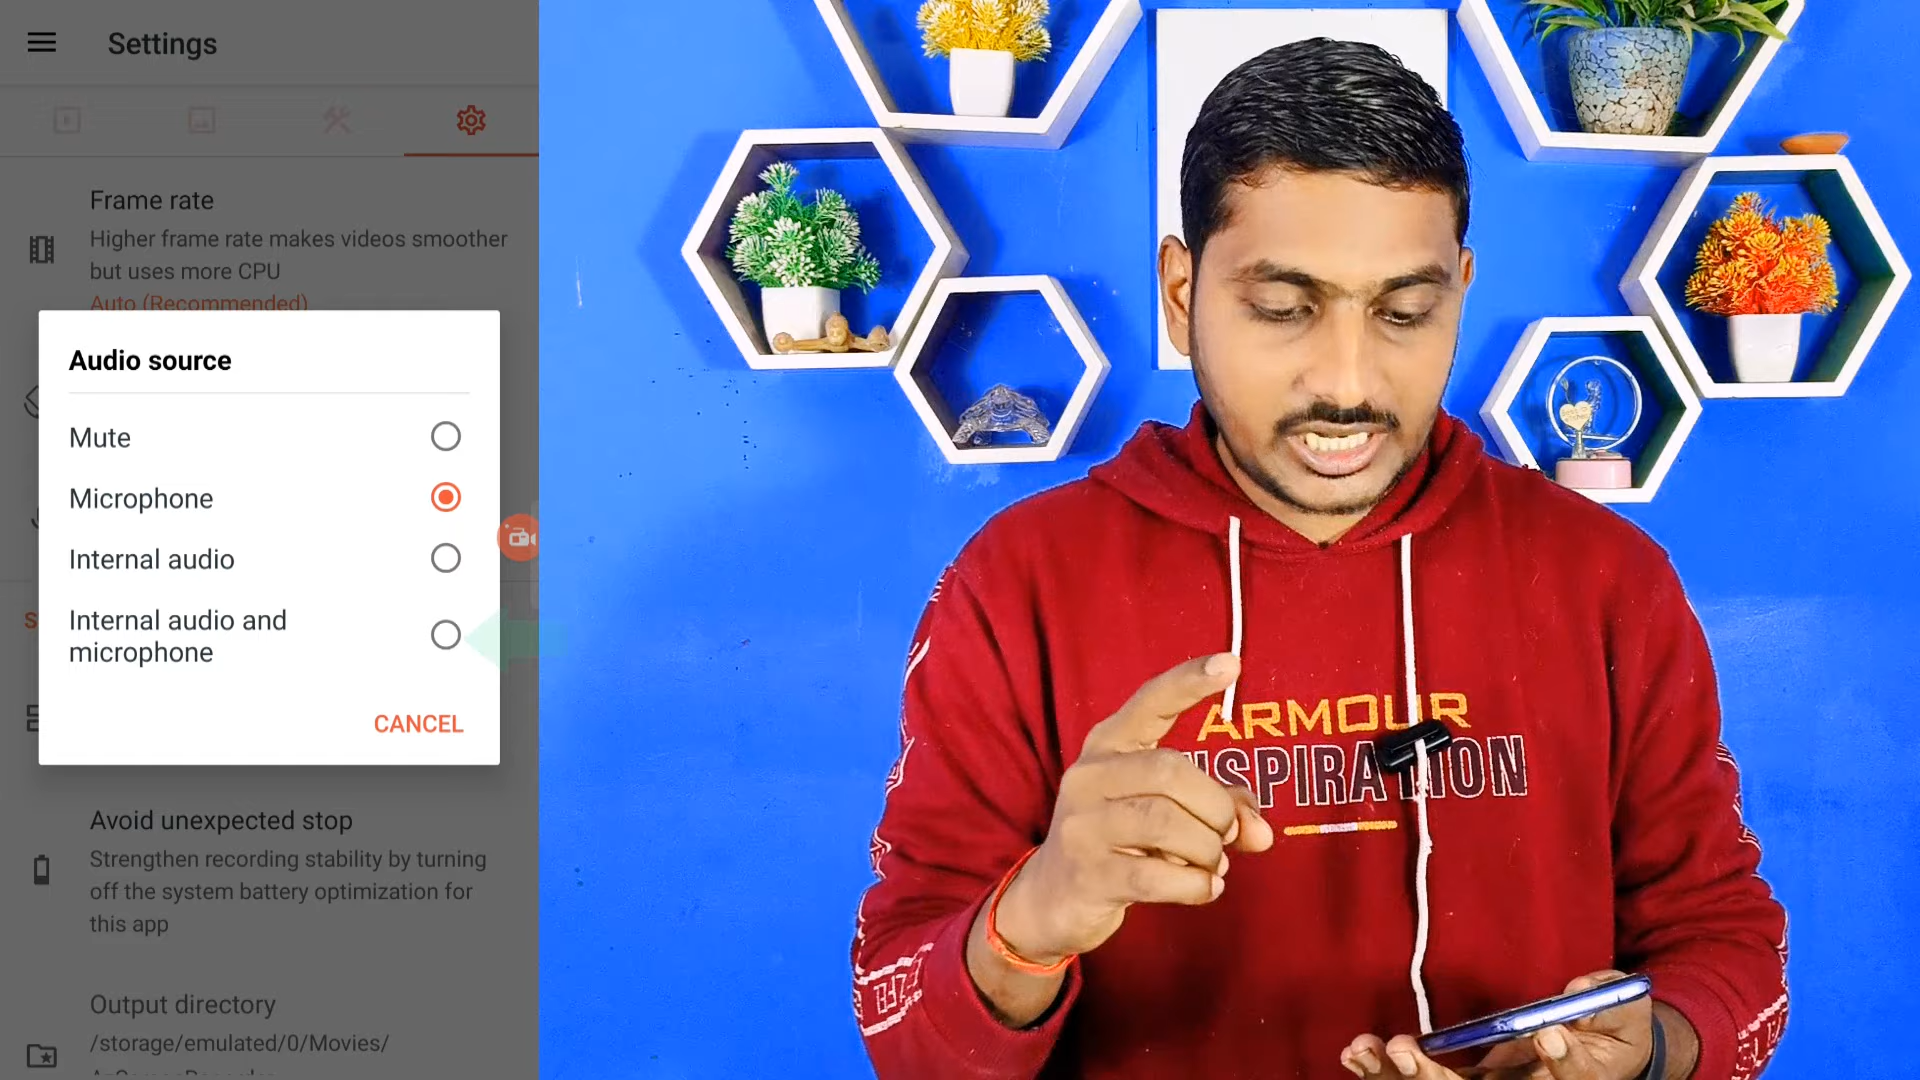 Settings
Frame rate
Higher frame rate makes videos smoother
but uses more CPU
Auto (Recommended)
Audio source
Mute
Microphone
Internal audio
Internal audio and
microphone
CANCEL
Avoid unexpected stop
Strengthen recording stability by turning
off the system battery optimization for
this app
Output directory
/storage/emulated/0/Movies/
ARMOUR